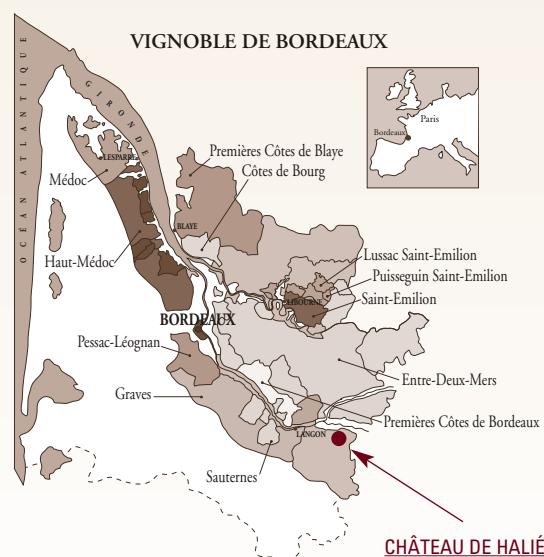 VIGNOBLE DE BORDEAUX
OCÉAN ATLANTIQUE
GIRONDE
Paris
Bordeaux
LESPARRE
Médoc
Premières Côtes de Blaye
Côtes de Bourg
BLAYE
Haut-Médoc
Lussac Saint-Emilion
Puisseguin Saint-Emilion
LIBOURNE
Saint-Emilion
BORDEAUX
Pessac-Léognan
Entre-Deux-Mers
Graves
Premières Côtes de Bordeaux
LANGON
Sauternes
CHÂTEAU DE HALIÉ